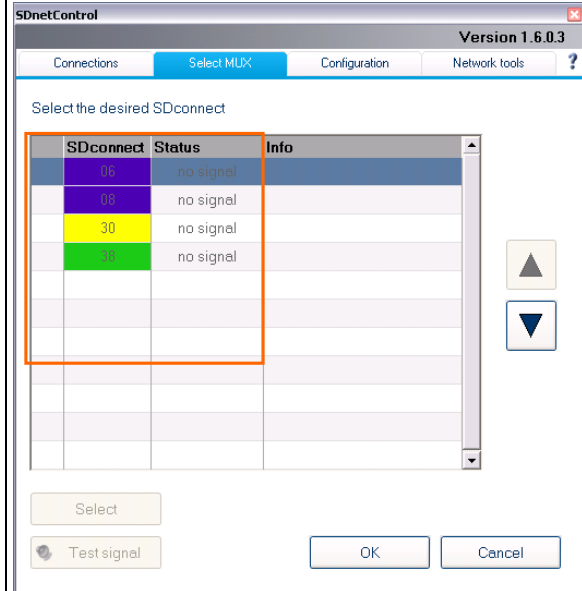 SDnetControl
Version 1.6.0.3
Connections Select MUX Configuration Network tools ?
Select the desired SDconnect
SDconnect Status Info
06 no signal
08 no signal
30 no signal
38 no signal
Select
Test signal OK Cancel